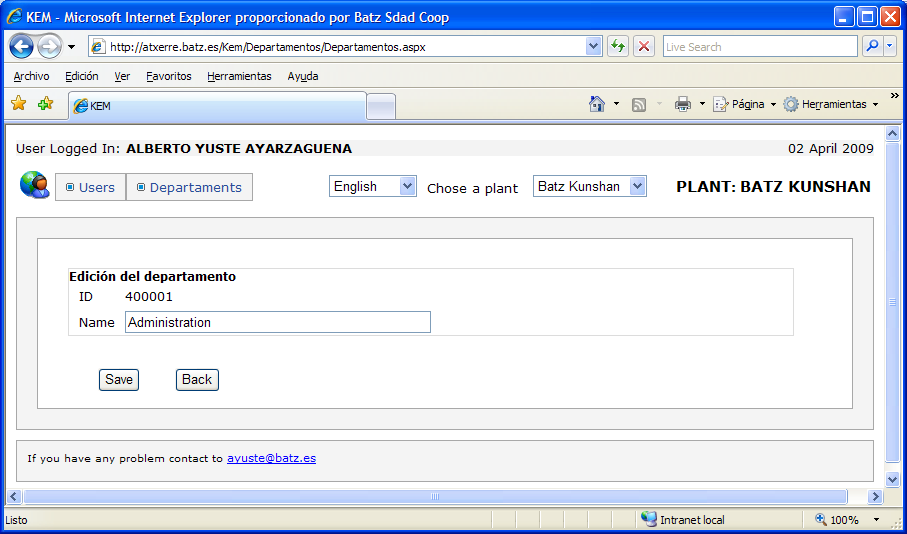 KEM - Microsoft Internet Explorer proporcionado por Batz Sdad Coop
http://atxerre.batz.es/Kem/Departamentos/Departamentos.aspx
Live Search
Archivo Edición Ver Favoritos Herramientas Ayuda
KEM
Página Herramientas »
User Logged In: ALBERTO YUSTE AYARZAGUENA 02 April 2009
Users Departaments English Chose a plant Batz Kunshan PLANT: BATZ KUNSHAN
Edición del departamento
ID 400001
Name Administration
Save Back
If you have any problem contact to ayuste@batz.es
Listo Intranet local 100%